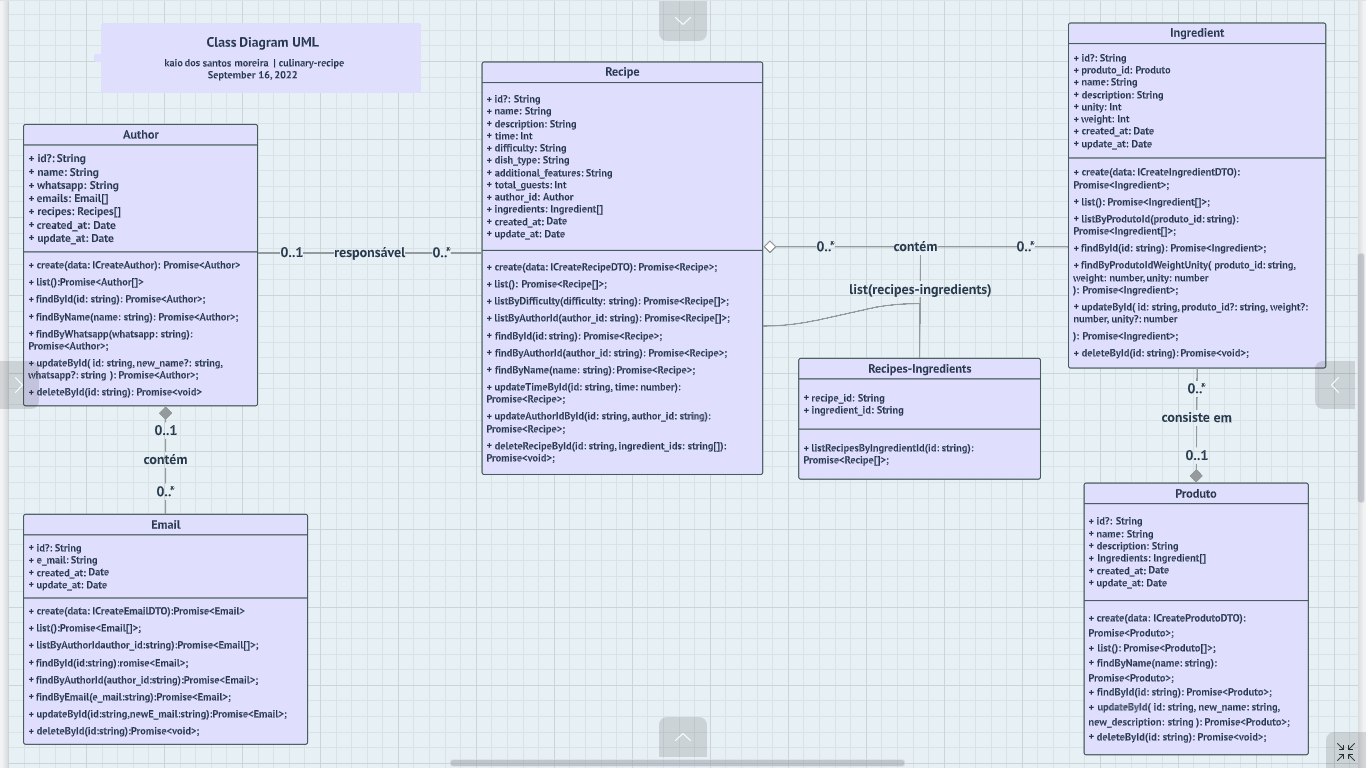 Class Diagram UML
kaio dos santos moreira | culinary-recipe
September 16, 2022
Author
+ id?: String
+ name: String
+ whatsapp: String
+ emails: Email[]
+ recipes: Recipes[]
+ created_at: Date
+ update_at: Date
+ create(data: ICreateAuthor): Promise<Author>
+ list():Promise<Author[]>
+ findById(id: string): Promise<Author>;
+ findByName(name: string): Promise<Author>;
+ findByWhatsapp(whatsapp: string):
Promise<Author>;
+ updateById( id: string, new_name?: string,
whatsapp?: string ): Promise<Author>;
+ deleteById(id: string): Promise<void>
0..1
contém
0..*
Email
+ id?: String
+ e_mail: String
+ created_at: Date
+ update_at: Date
+ create(data: ICreateEmailDTO):Promise<Email>
+ list():Promise<Email[]>;
+ listByAuthorIdauthor_id:string):Promise<Email[]>;
+ findById(id:string):romise<Email>;
+ findByAuthorId(author_id:string):Promise<Email>;
+ findByEmail(e_mail:string):Promise<Email>;
+ updateById(id:string,newE_mail:string):Promise<Email>;
+ deleteById(id:string):Promise<void>;
0..1 responsável 0..*
Recipe
+ id?: String
+ name: String
+ description: String
+ time: Int
+ difficulty: String
+ dish_type: String
+ additional_features: String
+ total_guests: Int
+ author_id: Author
+ ingredients: Ingredient[]
+ created_at: Date
+ update_at: Date
+ create(data: ICreateRecipeDTO): Promise<Recipe>;
+ list(): Promise<Recipe[]>;
+ listByDifficulty(difficulty: string): Promise<Recipe[]>;
+ listByAuthorId(author_id: string): Promise<Recipe[]>;
+ findById(id: string): Promise<Recipe>;
+ findByAuthorId(author_id: string): Promise<Recipe>;
+ findByName(name: string): Promise<Recipe>;
+ updateTimeById(id: string, time: number):
Promise<Recipe>;
+ updateAuthorIdById(id: string, author_id: string):
Promise<Recipe>;
+ deleteRecipeById(id: string, ingredient_ids: string[]):
Promise<void>;
0..* contém 0..*
list(recipes-ingredients)
Recipes-Ingredients
+ recipe_id: String
+ ingredient_id: String
+ listRecipesByIngredientId(id: string):
Promise<Recipe[]>;
Ingredient
+ id?: String
+ produto_id: Produto
+ name: String
+ description: String
+ unity: Int
+ weight: Int
+ created_at: Date
+ update_at: Date
+ create(data: ICreateIngredientDTO):
Promise<Ingredient>;
+ list(): Promise<Ingredient[]>;
+ listByProdutoId(produto_id: string):
Promise<Ingredient[]>;
+ findById(id: string): Promise<Ingredient>;
+ findByProdutoIdWeightUnity( produto_id: string,
weight: number, unity: number
): Promise<Ingredient>;
+ updateById( id: string, produto_id?: string, weight?:
number, unity?: number
): Promise<Ingredient>;
+ deleteById(id: string): Promise<void>;
0..*
consiste em
0..1
Produto
+ id?: String
+ name: String
+ description: String
+ Ingredients: Ingredient[]
+ created_at: Date
+ update_at: Date
+ create(data: ICreateProdutoDTO):
Promise<Produto>;
+ list(): Promise<Produto[]>;
+ findByName(name: string):
Promise<Produto>;
+ findById(id: string): Promise<Produto>;
+ updateById( id: string, new_name: string,
new_description: string ): Promise<Produto>;
+ deleteById(id: string): Promise<void>;